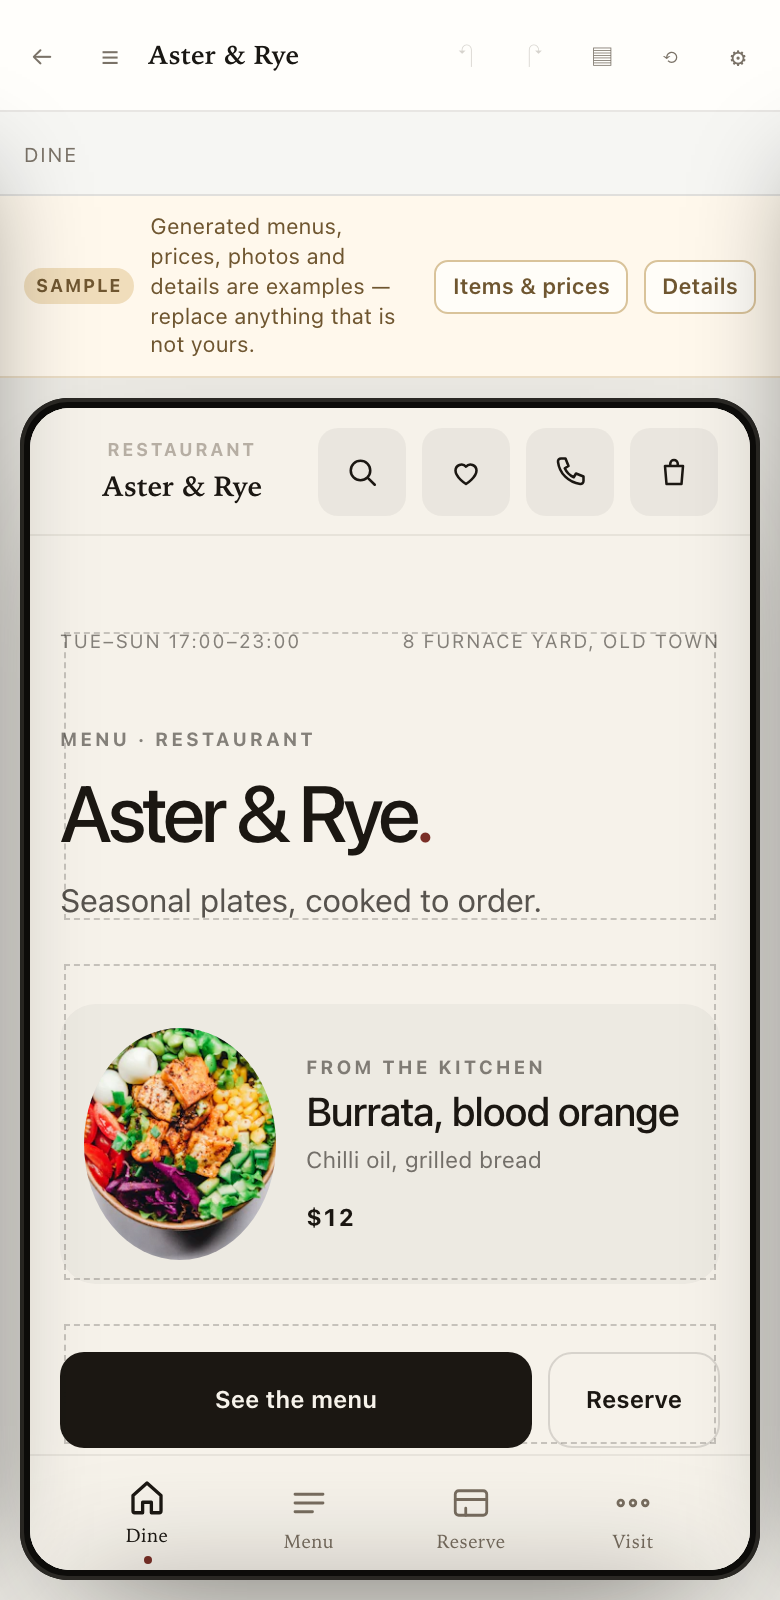 Aster & Rye
DINE
SAMPLE
Generated menus,
prices, photos and
details are examples —
replace anything that is
not yours.
Items & prices
Details
RESTAURANT
Aster & Rye
TUE–SUN 17:00–23:00
8 FURNACE YARD, OLD TOWN
MENU · RESTAURANT
Aster & Rye.
Seasonal plates, cooked to order.
FROM THE KITCHEN
Burrata, blood orange
Chilli oil, grilled bread
$12
See the menu
Reserve
Dine
Menu
Reserve
Visit